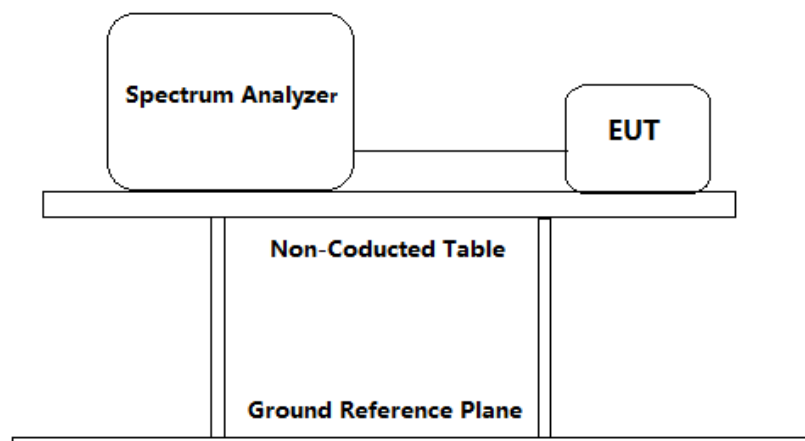 Spectrum Analyzer
EUT
Non-Coducted Table
Ground Reference Plane